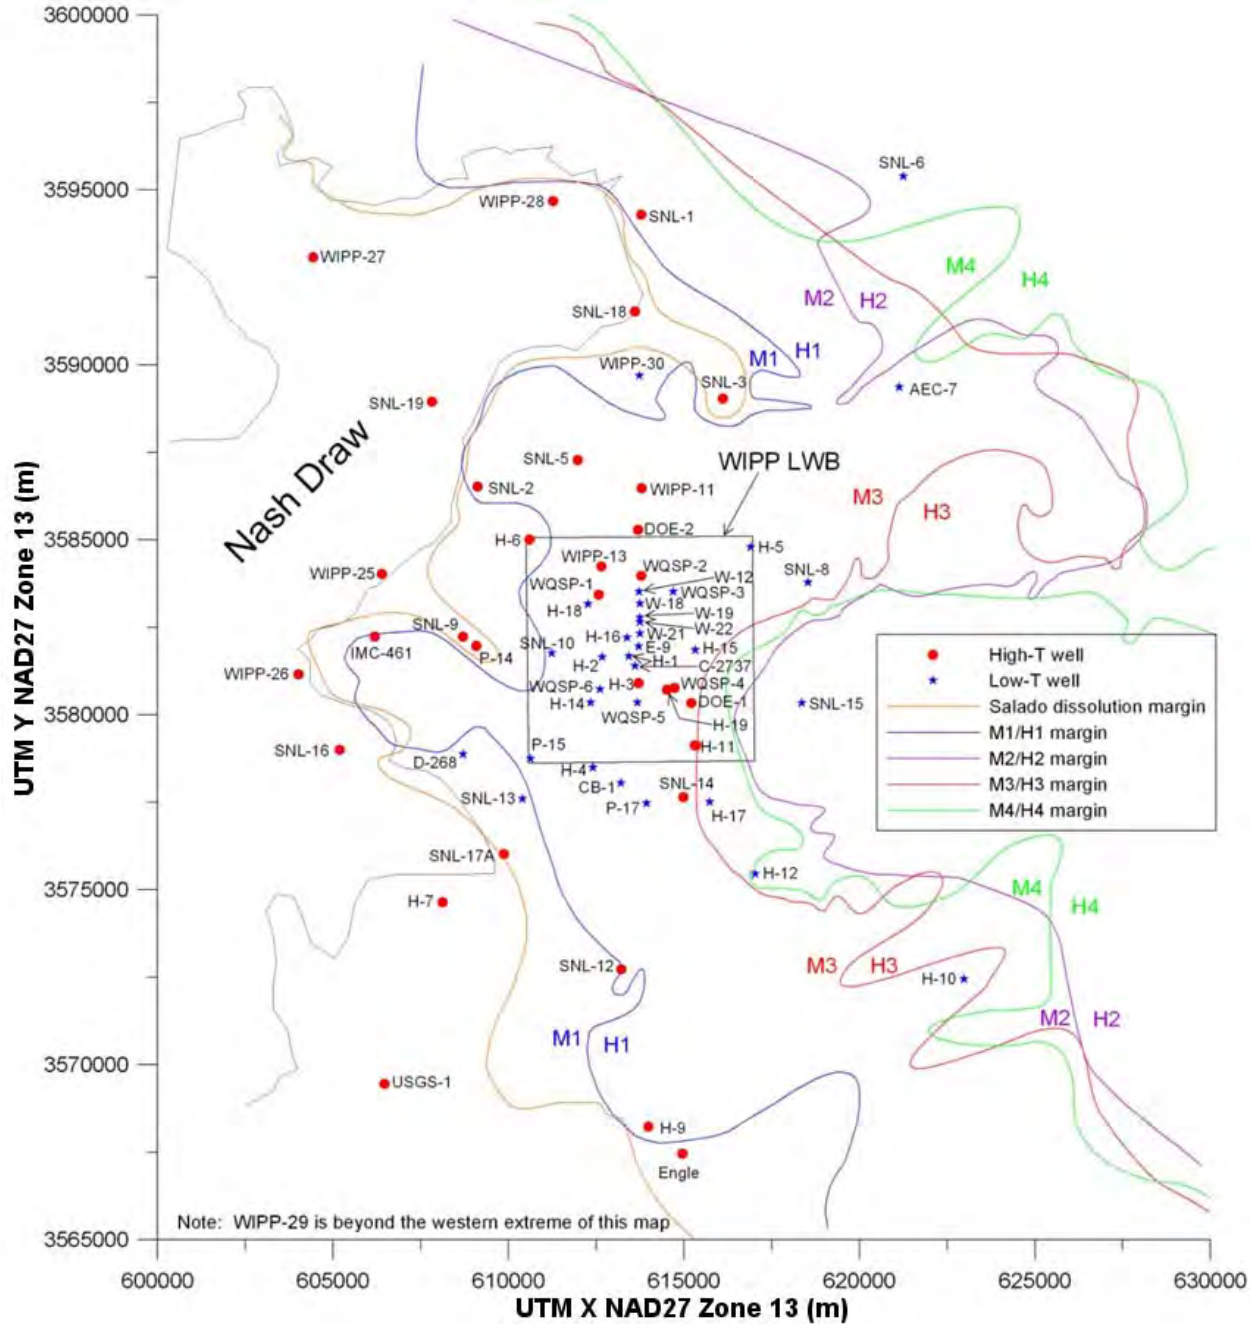 3600000
SNL-6
3595000
WIPP-28
SNL-1
WIPP-27
M4
H4
M2
H2
SNL-18
3590000
WIPP-30
M1
H1
SNL-3
AEC-7
SNL-19
Nash Draw
WIPP LWB
SNL-5
SNL-2
WIPP-11
M3
H3
3585000
DOE-2
H-6
H-5
WIPP-13
WQSP-2
W-12
SNL-8
WIPP-25
WQSP-1
WQSP-3
H-18
W-18
W-19
SNL-9
W-22
IMC-461
P-14
SNL-10
H-16
W-21
E-9
H-15
H-2
H-1
C-2737
WIPP-26
WQSP-6
H-3
WQSP-4
H-14
DOE-1
WQSP-5
H-19
SNL-15
3580000
SNL-16
D-268
P-15
H-11
H-4
CB-1
SNL-14
SNL-13
P-17
H-17
SNL-17A
H-12
3575000
H-7
M4
H4
SNL-12
M3
H3
H-10
M1
H1
M2
H2
3570000
USGS-1
H-9
Engle
High-T well
Low-T well
Salado dissolution margin
M1/H1 margin
M2/H2 margin
M3/H3 margin
M4/H4 margin
Note: WIPP-29 is beyond the western extreme of this map
3565000
600000 605000 610000 615000 620000 625000 630000
UTM X NAD27 Zone 13 (m)
UTM Y NAD27 Zone 13 (m)